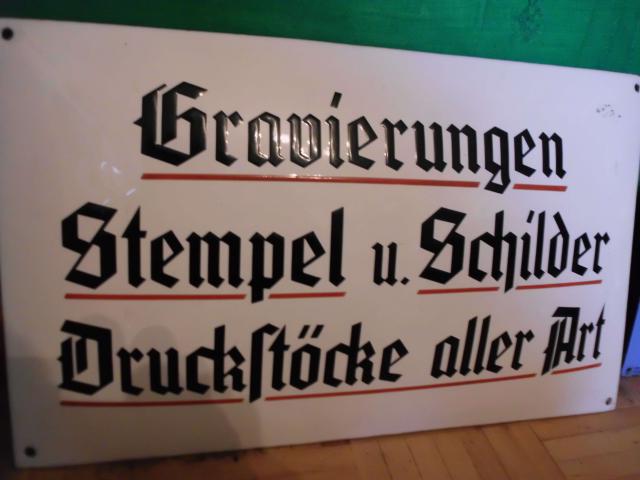 Gravierungen
Stempel u. Schilder
Druckſtöcke aller Art